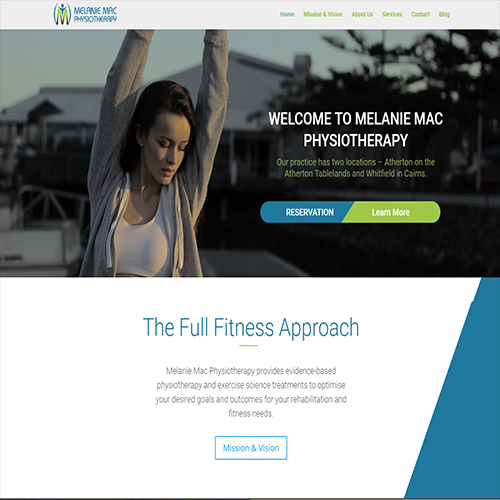 MELANIE MAC
PHYSIOTHERAPY
Home Mission & Vision About Us Services Contact Blog
WELCOME TO MELANIE MAC
PHYSIOTHERAPY
Our practice has two locations – Atherton on the
Atherton Tablelands and Whitfield in Cairns.
RESERVATION Learn More
The Full Fitness Approach
Melanie Mac Physiotherapy provides evidence-based
physiotherapy and exercise science treatments to optimise
your desired goals and outcomes for your rehabilitation and
fitness needs.
Mission & Vision